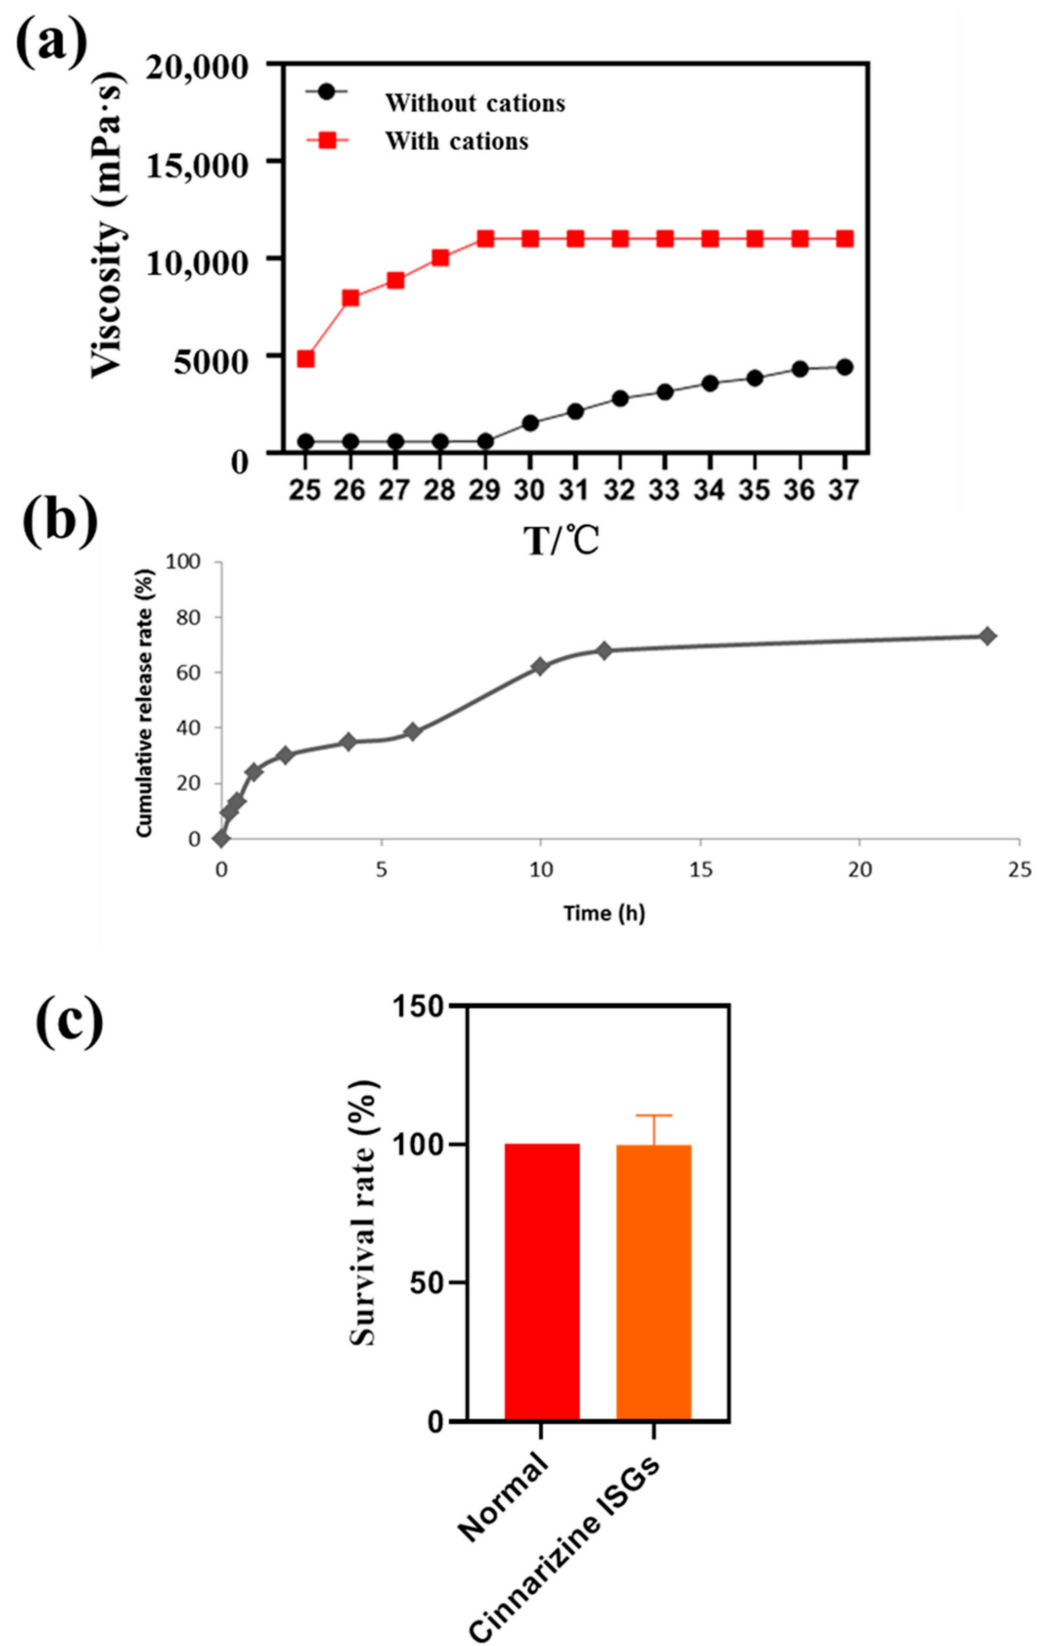 (a)
Viscosity (mPa·s)
20,000
15,000
10,000
5000
0
Without cations
With cations
25 26 27 28 29 30 31 32 33 34 35 36 37
T/℃
(b)
Cumulative release rate (%)
100
80
60
40
20
0
0 5 10 15 20 25
Time (h)
(c)
Survival rate (%)
150
100
50
0
Normal
Cinnarizine ISGs